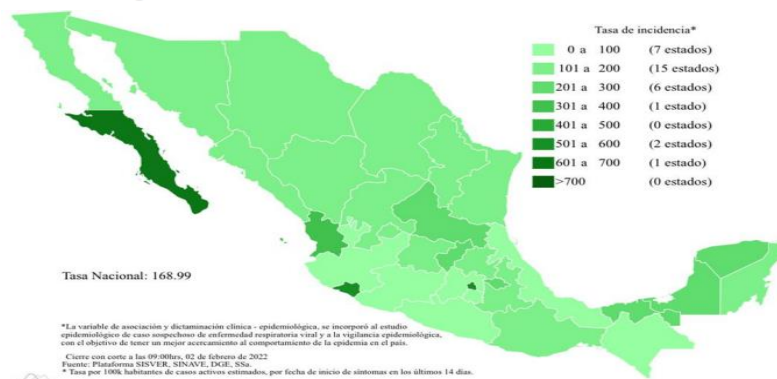 Tasa de incidencia*
0 a 100 (7 estados)
101 a 200 (15 estados)
201 a 300 (6 estados)
301 a 400 (1 estado)
401 a 500 (0 estados)
501 a 600 (2 estados)
601 a 700 (1 estado)
>700 (0 estados)
Tasa Nacional: 168.99
*La variable de asociación y dictaminación clínica - epidemiológica, se incorporó al estudio
epidemiológico de caso sospechoso de enfermedad respiratoria viral y a la vigilancia epidemiológica,
con el objetivo de tener un mejor acercamiento al comportamiento de la epidemia en el país.
Cierre con corte a las 09:00hrs, 02 de febrero de 2022
Fuente: Plataforma SISVER, SINAVE, DGE, SSa.
* Tasa por 100k habitantes de casos activos estimados, por fecha de inicio de síntomas en los últimos 14 días.